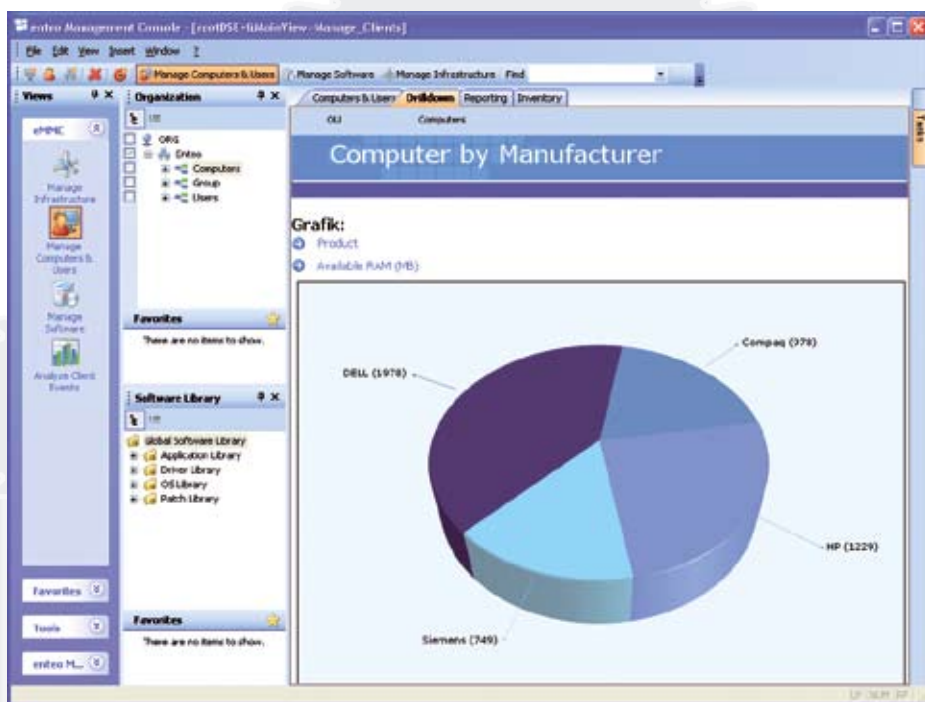 enteo Management Console - [rootDSE\MainView\Manage_Clients]
File Edit View Insert Window ?
Manage Computers & Users Manage Software Manage Infrastructure Find
Views
eMMC
Manage Infrastructure
Manage Computers & Users
Manage Software
Analyze Client Events
Favorites
Tools
enteo M...
Organization
ORG
Enteo
Computers
Group
Users
Favorites
There are no items to show.
Software Library
Global Software Library
Application Library
Driver Library
OS Library
Patch Library
Favorites
There are no items to show.
Computers & Users Drilldown Reporting Inventory
OU Computers
Computer by Manufacturer
Grafik:
Product
Available RAM (MB)
Compaq (978)
DELL (1978)
HP (1229)
Siemens (749)
Tasks